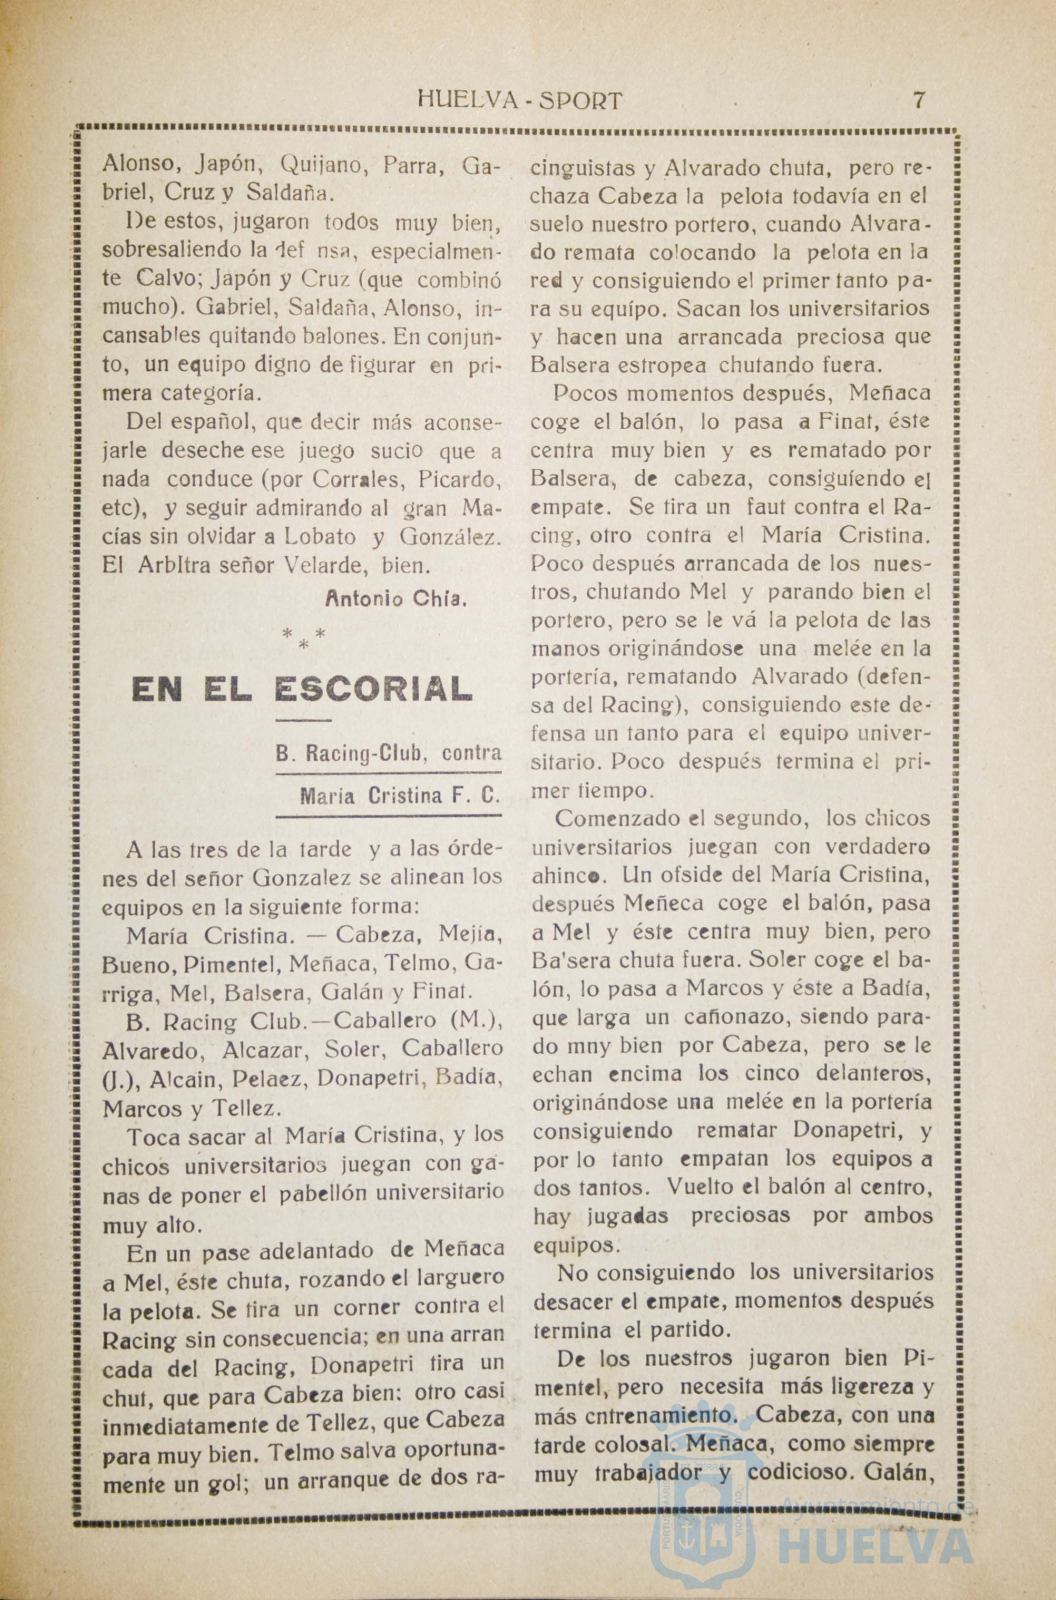 HUELVA - SPORT 7
Alonso, Japón, Quijano, Parra, Ga-
briel, Cruz y Saldaña.
De estos, jugaron todos muy bien,
sobresaliendo la def nsa, especialmen-
te Calvo; Japón y Cruz (que combinó
mucho). Gabriel, Saldaña, Alonso, in-
cansables quitando balones. En conjun-
to, un equipo digno de figurar en pri-
mera categoría.
Del español, que decir más aconse-
jarle deseche ese juego sucio que a
nada conduce (por Corrales, Picardo,
etc), y seguir admirando al gran Ma-
cías sin olvidar a Lobato y González.
El Arbltra señor Velarde, bien.
Antonio Chía.
* * *
EN EL ESCORIAL
B. Racing-Club, contra
María Cristina F. C.
A las tres de la tarde y a las órde-
nes del señor Gonzalez se alinean los
equipos en la siguiente forma:
María Cristina. — Cabeza, Mejía,
Bueno, Pimentel, Meñaca, Telmo, Ga-
rriga, Mel, Balsera, Galán y Finat.
B. Racing Club.—Caballero (M.),
Alvaredo, Alcazar, Soler, Caballero
(J.), Alcain, Pelaez, Donapetri, Badía,
Marcos y Tellez.
Toca sacar al María Cristina, y los
chicos universitarios juegan con ga-
nas de poner el pabellón universitario
muy alto.
En un pase adelantado de Meñaca
a Mel, éste chuta, rozando el larguero
la pelota. Se tira un corner contra el
Racing sin consecuencia; en una arran
cada del Racing, Donapetri tira un
chut, que para Cabeza bien: otro casi
inmediatamente de Tellez, que Cabeza
para muy bien. Telmo salva oportuna-
mente un gol; un arranque de dos ra-
cinguistas y Alvarado chuta, pero re-
chaza Cabeza la pelota todavía en el
suelo nuestro portero, cuando Alvara-
do remata colocando la pelota en la
red y consiguiendo el primer tanto pa-
ra su equípo. Sacan los universitarios
y hacen una arrancada preciosa que
Balsera estropea chutando fuera.
Pocos momentos después, Meñaca
coge el balón, lo pasa a Finat, éste
centra muy bien y es rematado por
Balsera, de cabeza, consiguíendo el
empate. Se tira un faut contra el Ra-
cing, otro contra el María Cristina.
Poco después arrancada de los nues-
tros, chutando Mel y parando bien el
portero, pero se le vá la pelota de las
manos originándose una melée en la
portería, rematando Alvarado (defen-
sa del Racing), consiguiendo este de-
fensa un tanto para el equipo univer-
sitario. Poco después termina el pri-
mer tiempo.
Comenzado el segundo, los chicos
universitarios juegan con verdadero
ahinco. Un ofside del María Cristina,
después Meñeca coge el balón, pasa
a Mel y éste centra muy bien, pero
Ba'sera chuta fuera. Soler coge el ba-
lón, lo pasa a Marcos y éste a Badía,
que larga un cañonazo, siendo para-
do mny bien por Cabeza, pero se le
echan encima los cinco delanteros,
originándose una melée en la portería
consiguiendo rematar Donapetri, y
por lo tanto empatan los equipos a
dos tantos. Vuelto el balón al centro,
hay jugadas preciosas por ambos
equipos.
No consiguiendo los universitarios
desacer el empate, momentos después
termina el partido.
De los nuestros jugaron bien Pi-
mentel, pero necesita más ligereza y
más cntrenamiento. Cabeza, con una
tarde colosal. Meñaca, como siempre
muy trabajador y codicioso. Galán,
Ayuntamiento de
HUELVA